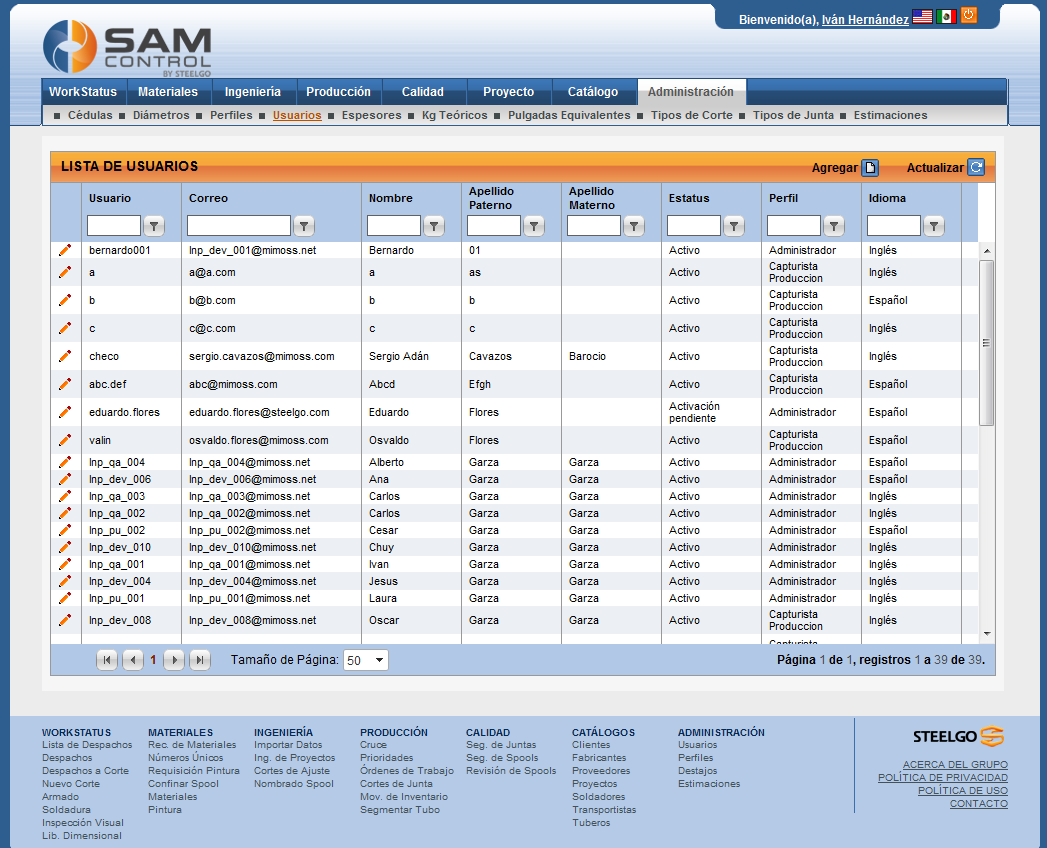 Bienvenido(a), Iván Hernández
SAM
CONTROL
BY STEELGO
WorkStatus Materiales Ingeniería Producción Calidad Proyecto Catálogo Administración
Cédulas Diámetros Perfiles Usuarios Espesores Kg Teóricos Pulgadas Equivalentes Tipos de Corte Tipos de Junta Estimaciones
LISTA DE USUARIOS Agregar Actualizar
Usuario Correo Nombre Apellido Paterno Apellido Materno Estatus Perfil Idioma
bernardo001 lnp_dev_001@mimoss.net Bernardo 01 Activo Administrador Inglés
a a@a.com a as Activo Capturista Produccion Inglés
b b@b.com b b Activo Capturista Produccion Español
c c@c.com c c Activo Capturista Produccion Inglés
checo sergio.cavazos@mimoss.com Sergio Adán Cavazos Barocio Activo Capturista Produccion Inglés
abc.def abc@mimoss.com Abcd Efgh Activo Capturista Produccion Español
eduardo.flores eduardo.flores@steelgo.com Eduardo Flores Activación pendiente Administrador Español
valin osvaldo.flores@mimoss.com Osvaldo Flores Activo Capturista Produccion Español
lnp_qa_004 lnp_qa_004@mimoss.net Alberto Garza Garza Activo Administrador Español
lnp_dev_006 lnp_dev_006@mimoss.net Ana Garza Garza Activo Administrador Español
lnp_qa_003 lnp_qa_003@mimoss.net Carlos Garza Garza Activo Administrador Inglés
lnp_qa_002 lnp_qa_002@mimoss.net Carlos Garza Garza Activo Administrador Inglés
lnp_pu_002 lnp_pu_002@mimoss.net Cesar Garza Garza Activo Administrador Español
lnp_dev_010 lnp_dev_010@mimoss.net Chuy Garza Garza Activo Administrador Inglés
lnp_qa_001 lnp_qa_001@mimoss.net Ivan Garza Garza Activo Administrador Inglés
lnp_dev_004 lnp_dev_004@mimoss.net Jesus Garza Garza Activo Administrador Inglés
lnp_pu_001 lnp_pu_001@mimoss.net Laura Garza Garza Activo Administrador Inglés
lnp_dev_008 lnp_dev_008@mimoss.net Oscar Garza Garza Activo Capturista Produccion Inglés
1 Tamaño de Página: 50 Página 1 de 1, registros 1 a 39 de 39.
WORKSTATUS
Lista de Despachos
Despachos
Despachos a Corte
Nuevo Corte
Armado
Soldadura
Inspección Visual
Lib. Dimensional
MATERIALES
Rec. de Materiales
Números Únicos
Requisición Pintura
Confinar Spool
Materiales
Pintura
INGENIERÍA
Importar Datos
Ing. de Proyectos
Cortes de Ajuste
Nombrado Spool
PRODUCCIÓN
Cruce
Prioridades
Órdenes de Trabajo
Cortes de Junta
Mov. de Inventario
Segmentar Tubo
CALIDAD
Seg. de Juntas
Seg. de Spools
Revisión de Spools
CATÁLOGOS
Clientes
Fabricantes
Proveedores
Proyectos
Soldadores
Transportistas
Tuberos
ADMINISTRACIÓN
Usuarios
Perfiles
Destajos
Estimaciones
STEELGO
ACERCA DEL GRUPO
POLÍTICA DE PRIVACIDAD
POLÍTICA DE USO
CONTACTO